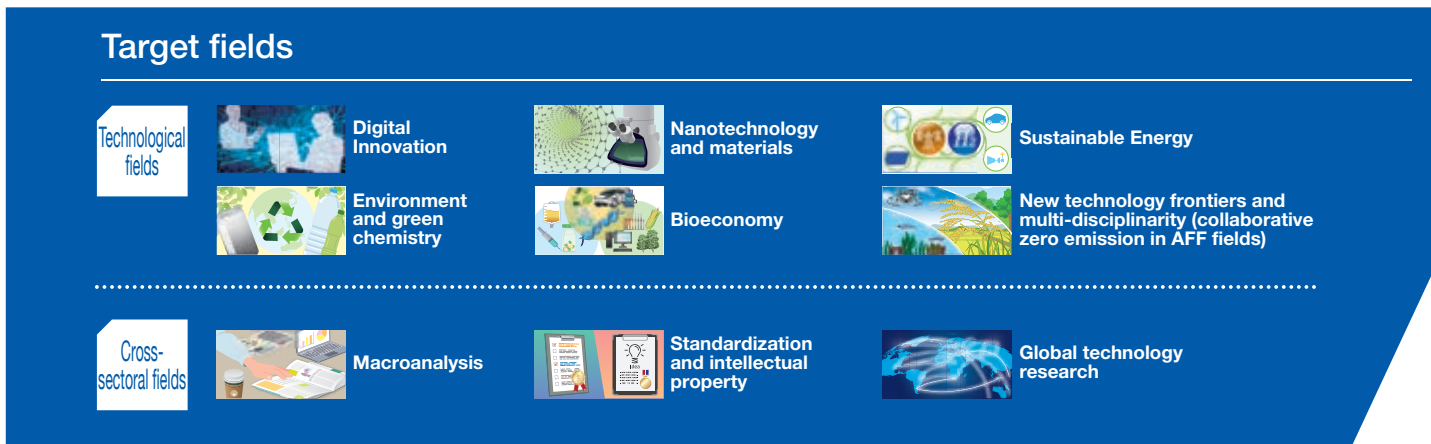 Target fields
Technological
fields
Digital
Innovation
Nanotechnology
and materials
Sustainable Energy
Environment
and green
chemistry
Bioeconomy
New technology frontiers and
multi-disciplinarity (collaborative
zero emission in AFF fields)
Cross-
sectoral fields
Macroanalysis
Standardization
and intellectual
property
Idea
Global technology
research